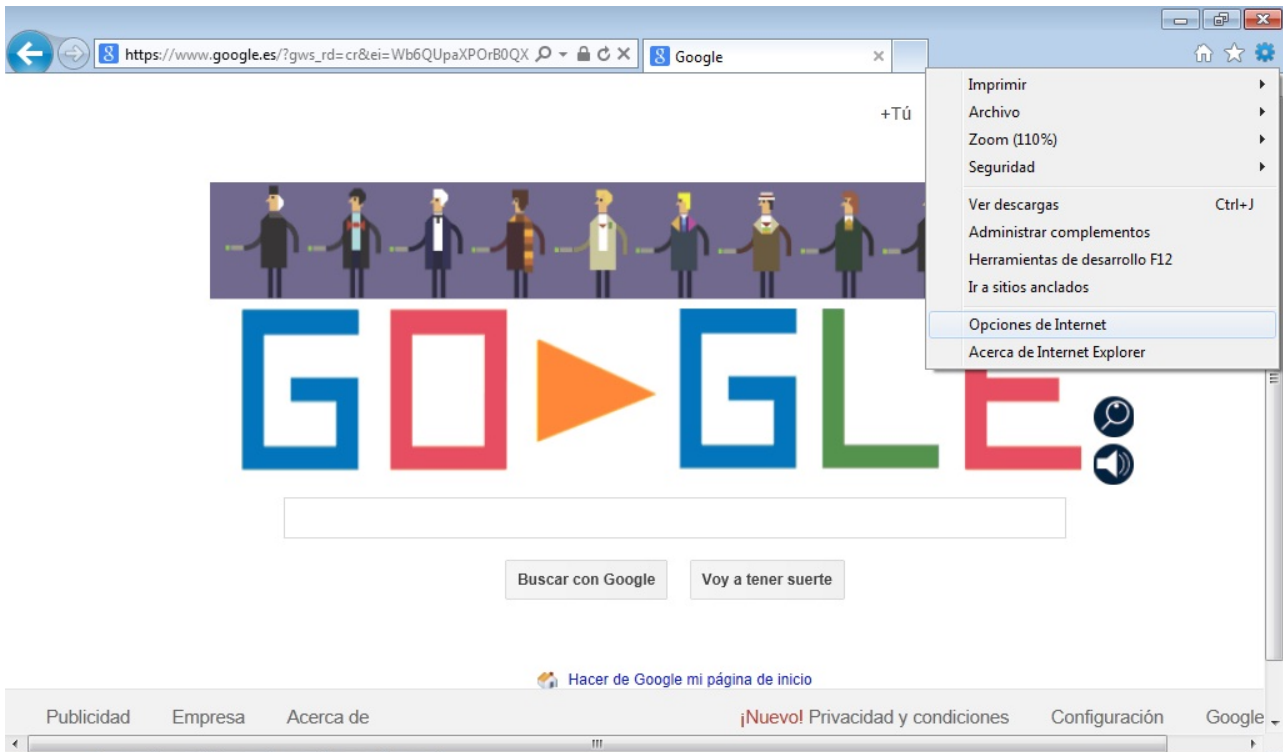 https://www.google.es/?gws_rd=cr&ei=Wb6QUpaXPOrB0QX
Google
Imprimir
Archivo
Zoom (110%)
Seguridad
Ver descargas Ctrl+J
Administrar complementos
Herramientas de desarrollo F12
Ir a sitios anclados
Opciones de Internet
Acerca de Internet Explorer
+Tú
GO GLE
Buscar con Google Voy a tener suerte
Hacer de Google mi página de inicio
Publicidad Empresa Acerca de ¡Nuevo! Privacidad y condiciones Configuración Google